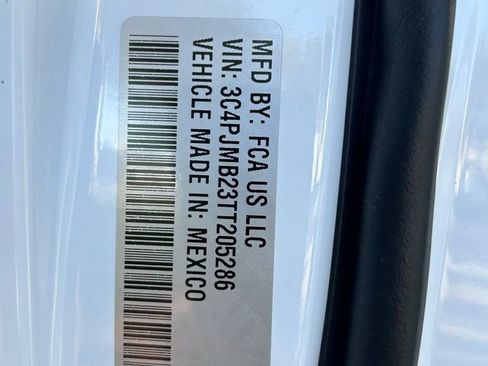 MFD BY: FCA US LLC
VIN: 3C4PJMB23TT205286
VEHICLE MADE IN: MEXICO